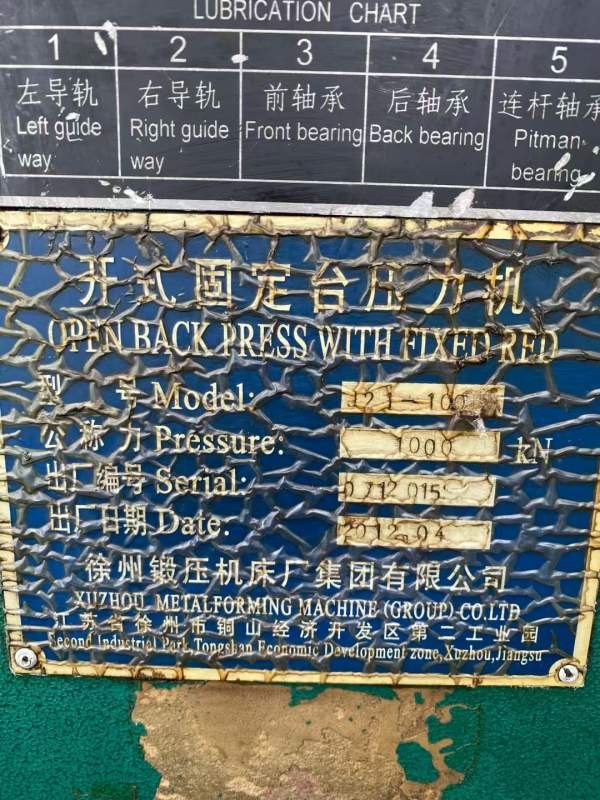 LUBRICATION CHART
1 2 3 4 5
左导轨 右导轨 前轴承 后轴承 连杆轴承
Left guide way Right guide way Front bearing Back bearing Pitman bearing
开式固定台压力机
OPEN BACK PRESS WITH FIXED BED
型 号 Model: J21-100
公称力 Pressure: 1000 kN
出厂编号 Serial: 0712015
出厂日期 Date: 2012.04
徐州锻压机床厂集团有限公司
XUZHOU METALFORMING MACHINE (GROUP) CO.LTD
江苏省徐州市铜山经济开发区第二工业园
Second Industrial Park, Tongshan Economic Development zone, Xuzhou, Jiangsu